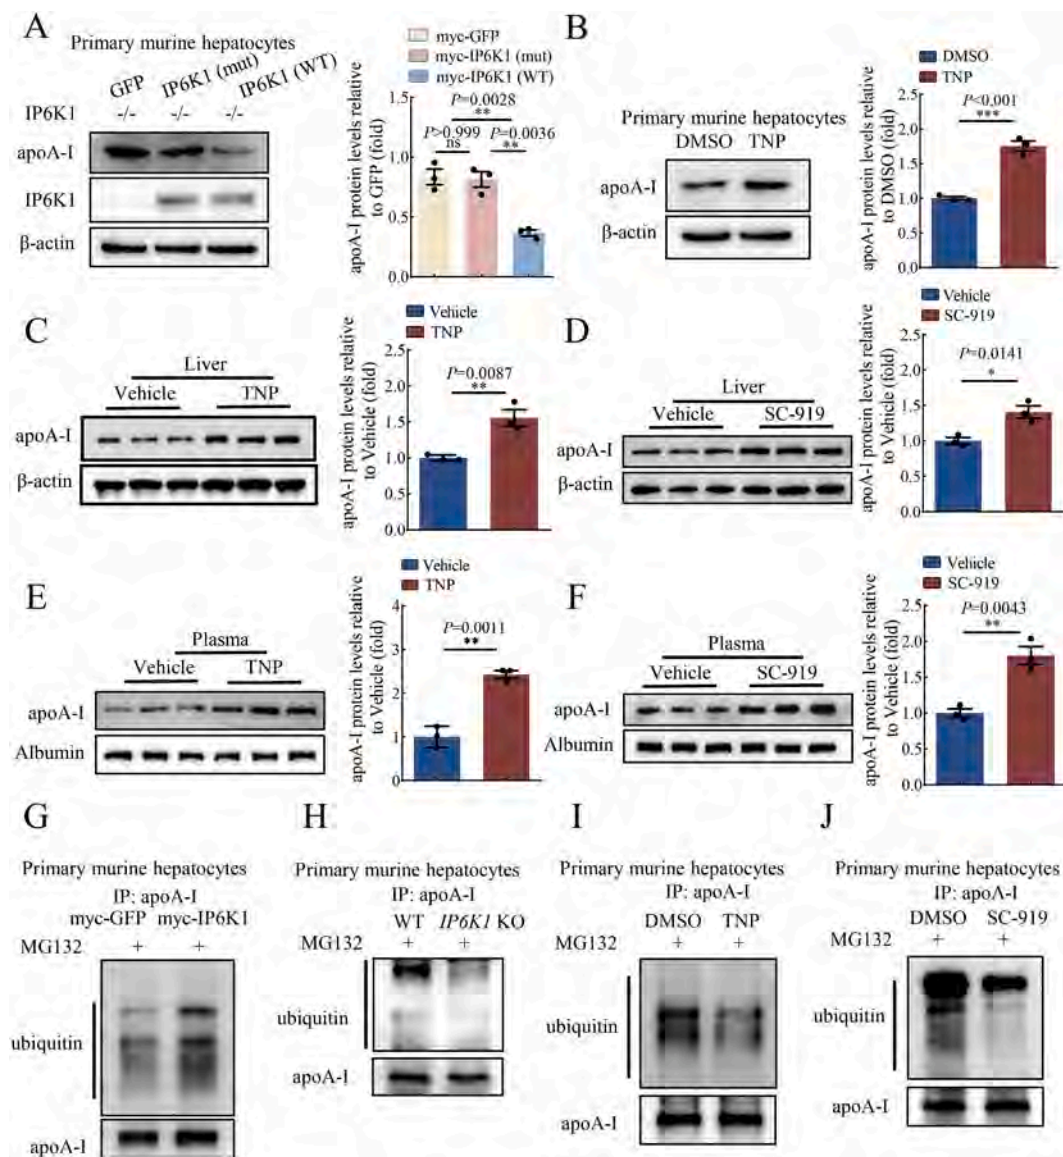 A
Primary murine hepatocytes
GFP
IP6K1 (mut)
IP6K1 (WT)
IP6K1 -/- -/- -/-
apoA-I
IP6K1
β-actin
myc-GFP
myc-IP6K1 (mut)
myc-IP6K1 (WT)
apoA-I protein levels relative
to GFP (fold)
1.5
1.0
0.5
0.0
P=0.0028
**
P>0.999
ns
P=0.0036
**
B
Primary murine hepatocytes
DMSO TNP
apoA-I
β-actin
DMSO
TNP
apoA-I protein levels relative
to DMSO (fold)
2.5
2.0
1.5
1.0
0.5
0.0
P<0.001
***
C
Liver
Vehicle TNP
apoA-I
β-actin
Vehicle
TNP
apoA-I protein levels relative
to Vehicle (fold)
2.5
2.0
1.5
1.0
0.5
0.0
P=0.0087
**
D
Liver
Vehicle SC-919
apoA-I
β-actin
Vehicle
SC-919
apoA-I protein levels relative
to Vehicle (fold)
2.5
2.0
1.5
1.0
0.5
0.0
P=0.0141
*
E
Plasma
Vehicle TNP
apoA-I
Albumin
Vehicle
TNP
apoA-I protein levels relative
to Vehicle (fold)
4
2
1
0
P=0.0011
**
F
Plasma
Vehicle SC-919
apoA-I
Albumin
Vehicle
SC-919
apoA-I protein levels relative
to Vehicle (fold)
2.5
2.0
1.5
1.0
0.5
0.0
P=0.0043
**
G
Primary murine hepatocytes
IP: apoA-I
myc-GFP myc-IP6K1
MG132 + +
ubiquitin
apoA-I
H
Primary murine hepatocytes
IP: apoA-I
WT IP6K1 KO
MG132 + +
ubiquitin
apoA-I
I
Primary murine hepatocytes
IP: apoA-I
DMSO TNP
MG132 + +
ubiquitin
apoA-I
J
Primary murine hepatocytes
IP: apoA-I
DMSO SC-919
MG132 + +
ubiquitin
apoA-I